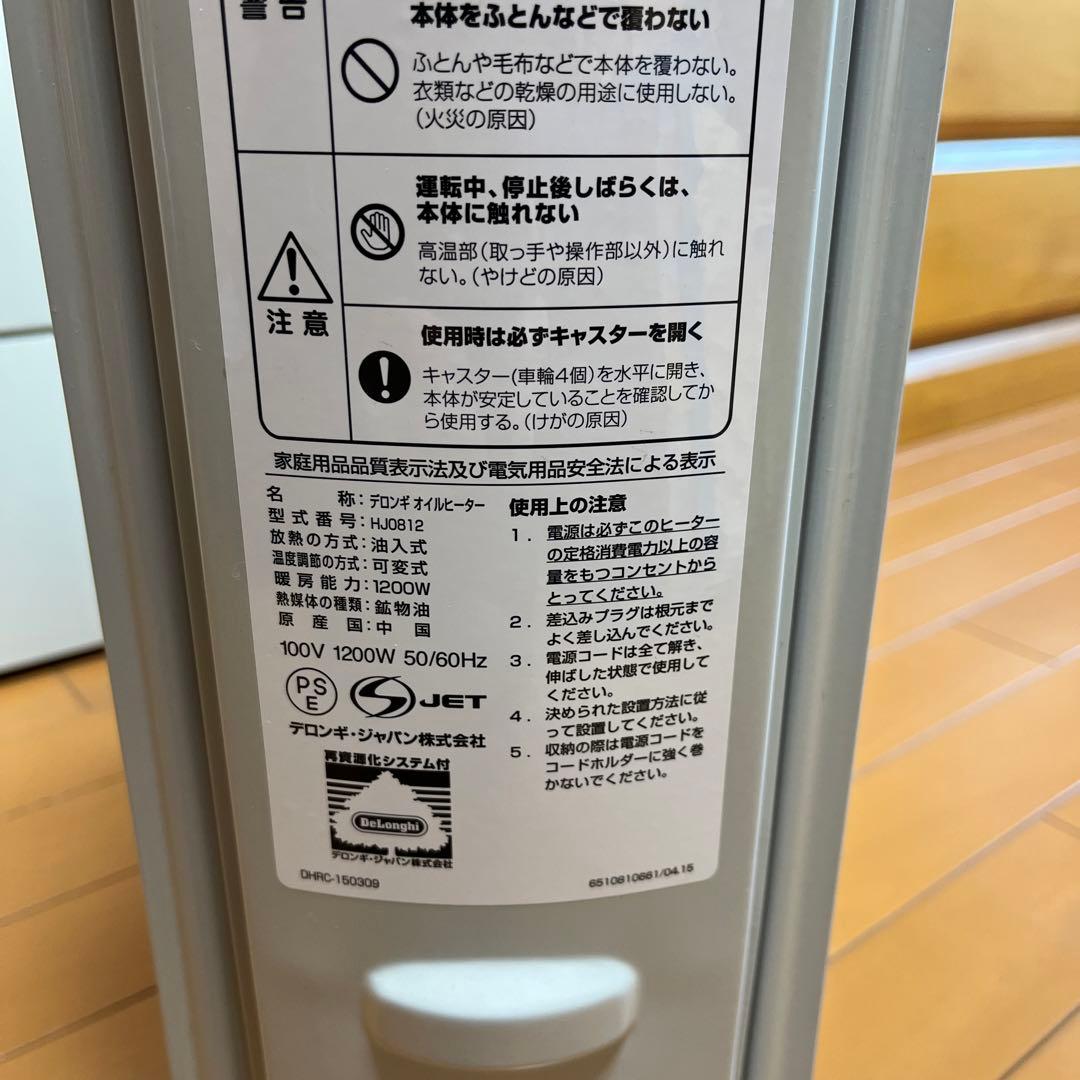 警告
本体をふとんなどで覆わない
ふとんや毛布などで本体を覆わない。
衣類などの乾燥の用途に使用しない。
(火災の原因)
注意
運転中、停止後しばらくは、
本体に触れない
高温部(取っ手や操作部以外)に触れ
ない。(やけどの原因)
使用時は必ずキャスターを開く
キャスター(車輪4個)を水平に開き、
本体が安定していることを確認してか
ら使用する。(けがの原因)
家庭用品品質表示法及び電気用品安全法による表示
名 称:デロンギ オイルヒーター
型式番号:HJ0812
放熱の方式:油入式
温度調節の方式:可変式
暖房能力:1200W
熱媒体の種類:鉱物油
原産国:中国
100V 1200W 50/60Hz
PS
E
S JET
デロンギ・ジャパン株式会社
再資源化システム付
DeLonghi
デロンギ・ジャパン株式会社
DHRC-150309
使用上の注意
1. 電源は必ずこのヒーター
の定格消費電力以上の容
量をもつコンセントから
とってください。
2. 差込みプラグは根元まで
よく差し込んでください。
3. 電源コードは全て解き、
伸ばした状態で使用して
ください。
4. 決められた設置方法に従
って設置してください。
5. 収納の際は電源コードを
コードホルダーに強く巻
かないでください。
6510810661/04.15